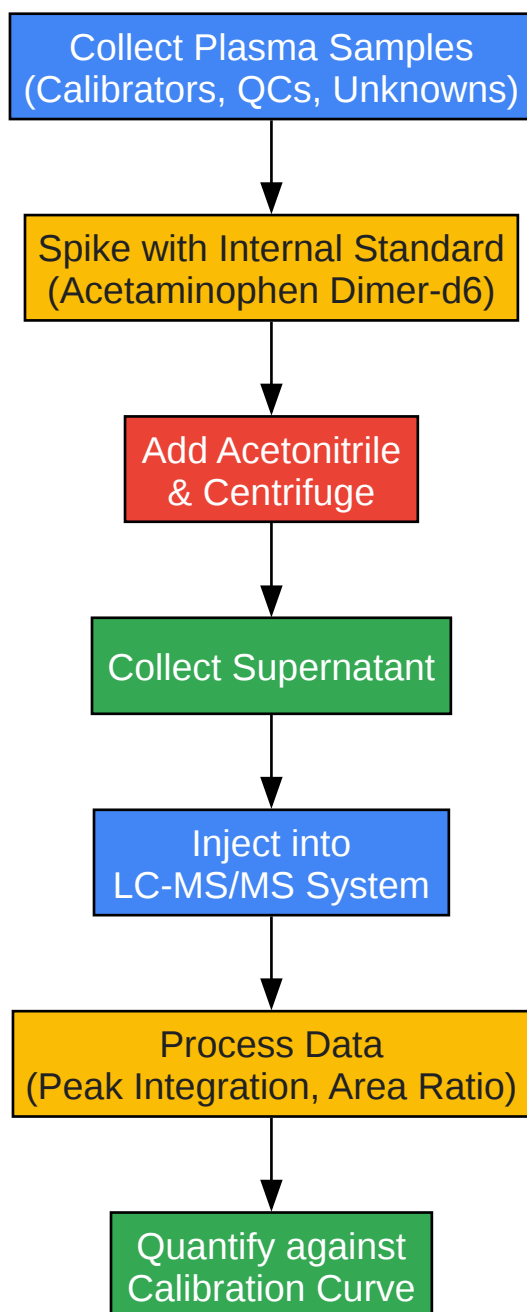 Collect Plasma Samples
(Calibrators, QCs, Unknowns)
Spike with Internal Standard
(Acetaminophen Dimer-d6)
Add Acetonitrile
& Centrifuge
Collect Supernatant
Inject into
LC-MS/MS System
Process Data
(Peak Integration, Area Ratio)
Quantify against
Calibration Curve